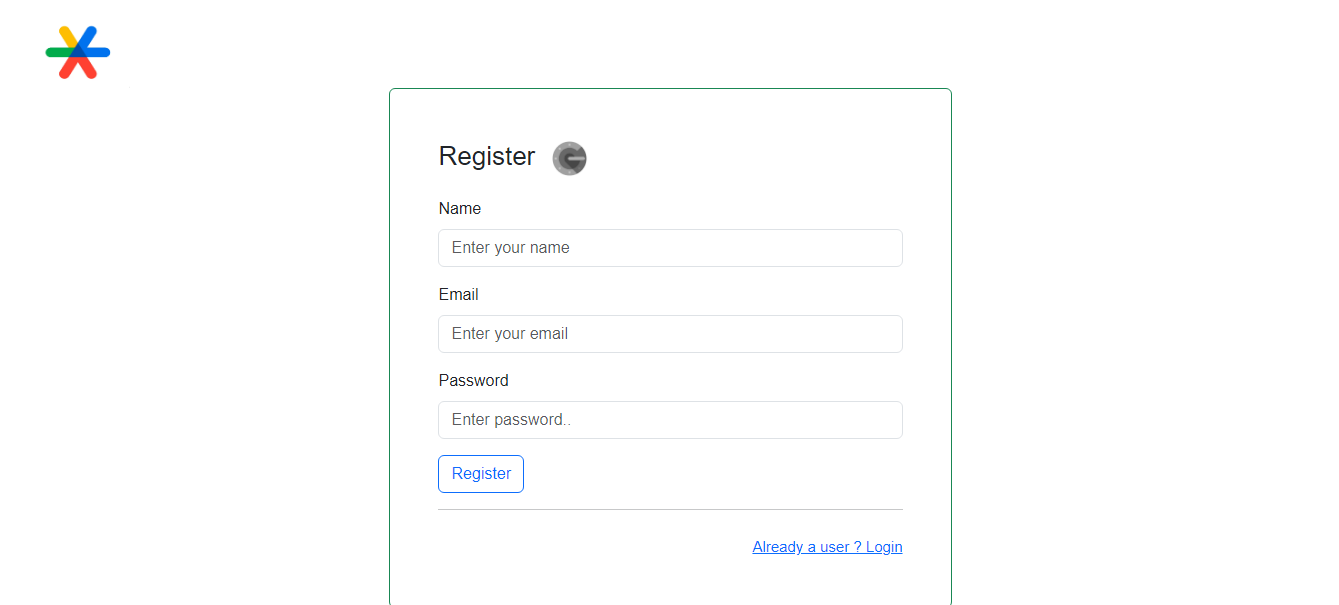 Register
Name
Enter your name
Email
Enter your email
Password
Enter password..
Register
Already a user ? Login